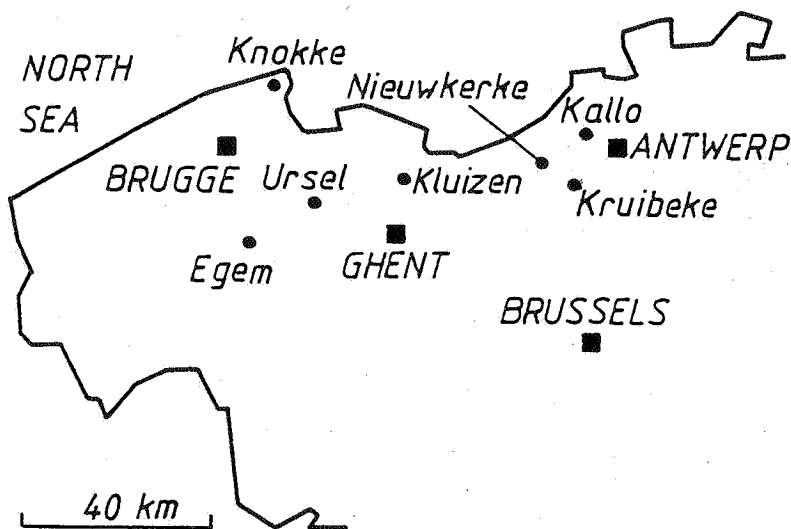 NORTH
SEA
Knokke
Nieuwkerke
Kallo
ANTWERP
BRUGGE
Ursel
Kluizen
Kruibeke
Egem
GHENT
BRUSSELS
40 km